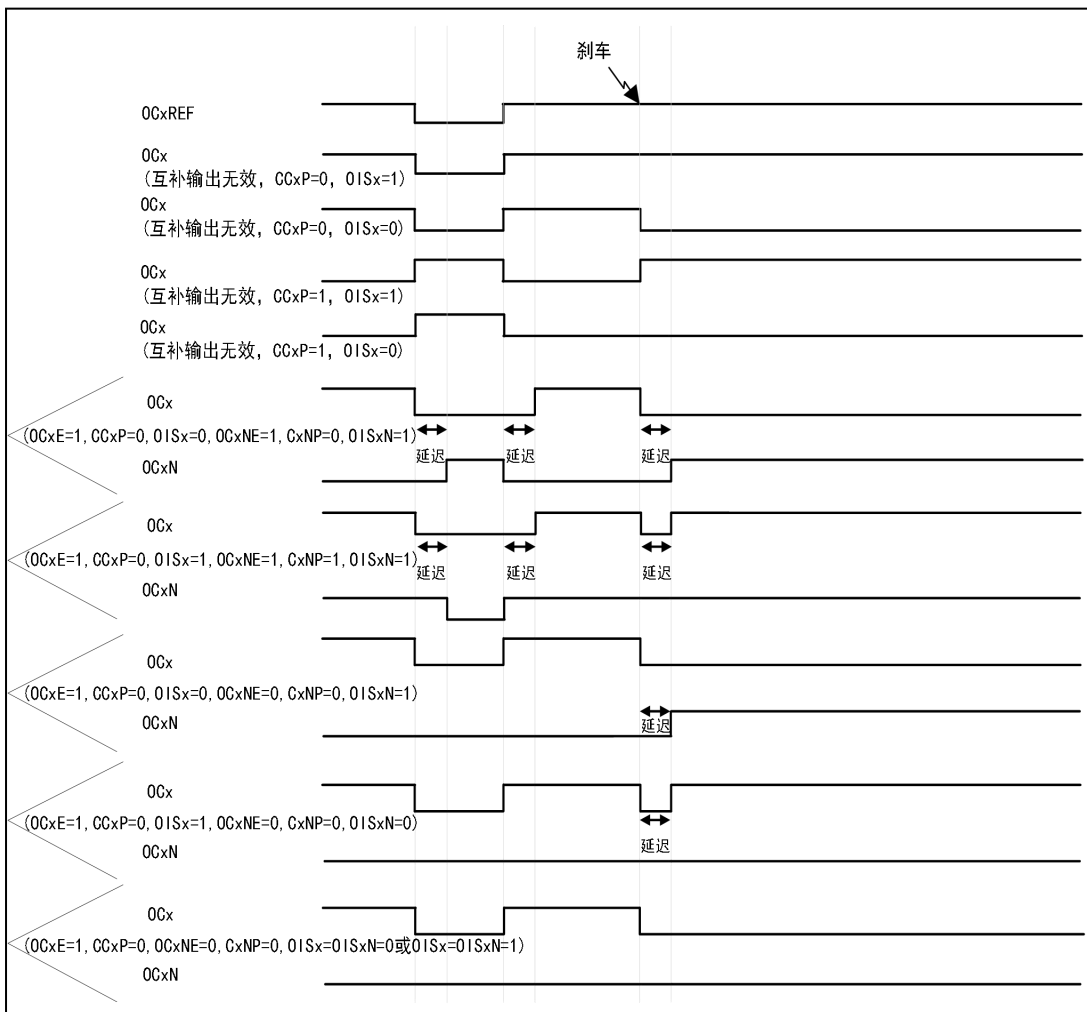 刹车
OCxREF
OCx
(互补输出无效, CCxP=0, OISx=1)
OCx
(互补输出无效, CCxP=0, OISx=0)
OCx
(互补输出无效, CCxP=1, OISx=1)
OCx
(互补输出无效, CCxP=1, OISx=0)
OCx
(OCxE=1,CCxP=0,OISx=0,OCxNE=1,CxNP=0,OISxN=1)
延迟 延迟 延迟
OCxN
OCx
(OCxE=1,CCxP=0,OISx=1,OCxNE=1,CxNP=1,OISxN=1)
延迟 延迟 延迟
OCxN
OCx
(OCxE=1,CCxP=0,OISx=0,OCxNE=0,CxNP=0,OISxN=1)
OCxN
延迟
OCx
(OCxE=1,CCxP=0,OISx=1,OCxNE=0,CxNP=0,OISxN=0)
延迟
OCxN
OCx
(OCxE=1,CCxP=0,OCxNE=0,CxNP=0,OISx=OISxN=0或OISx=OISxN=1)
OCxN